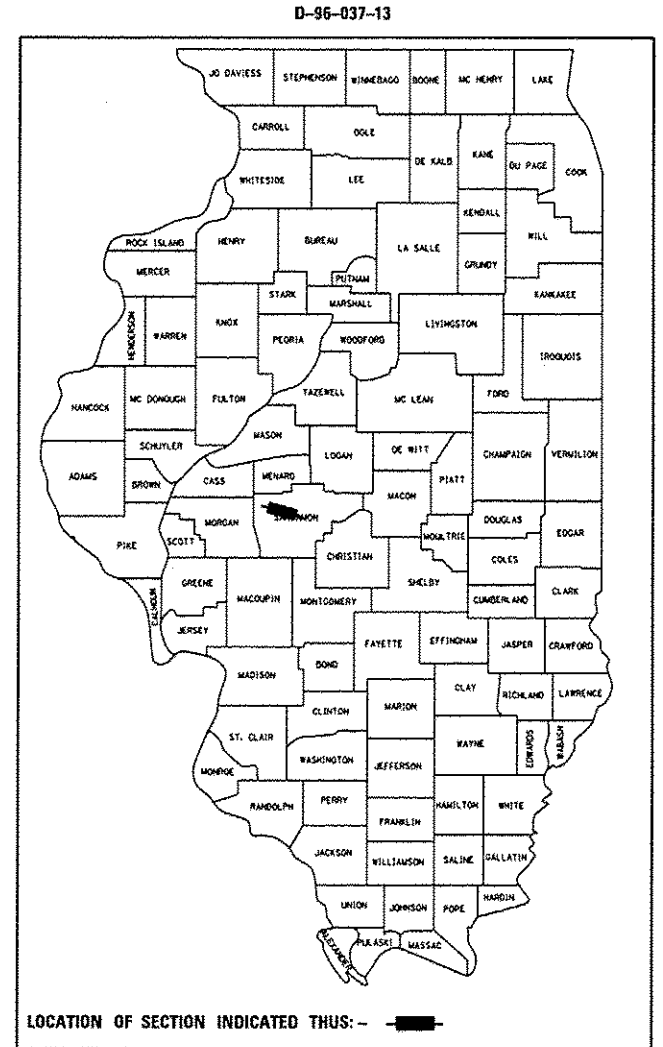 D-96-037-13
JO DAVIESS STEPHENSON WINNEBAGO BOONE MC HENRY LAKE
CARROLL OGLE DE KALB KANE DU PAGE COOK
WHITESIDE LEE
KENDALL
ROCK ISLAND HENRY BUREAU LA SALLE GRUNDY WILL
MERCER PUTNAM
STARK MARSHALL KANKAKEE
HENDERSON WARREN KNOX PEORIA WOODFORD LIVINGSTON IROQUOIS
HANCOCK MC DONOUGH FULTON TAZEWELL MC LEAN FORD
MASON
SCHUYLER LOGAN DE WITT CHAMPAIGN VERMILION
ADAMS BROWN CASS MENARD MACON PIATT
MORGAN SANGAMON DOUGLAS EDGAR
PIKE SCOTT MOULTRIE COLES
CHRISTIAN
GREENE MACOUPIN MONTGOMERY SHELBY CUMBERLAND CLARK
CALHOUN JERSEY FAYETTE EFFINGHAM JASPER CRAWFORD
MADISON BOND
CLAY RICHLAND LAWRENCE
CLINTON MARION
ST. CLAIR WAYNE EDWARDS WABASH
WASHINGTON JEFFERSON
MONROE
RANDOLPH PERRY HAMILTON WHITE
FRANKLIN
JACKSON WILLIAMSON SALINE GALLATIN
UNION JOHNSON POPE HARDIN
ALEXANDER PULASKI MASSAC
LOCATION OF SECTION INDICATED THUS: -